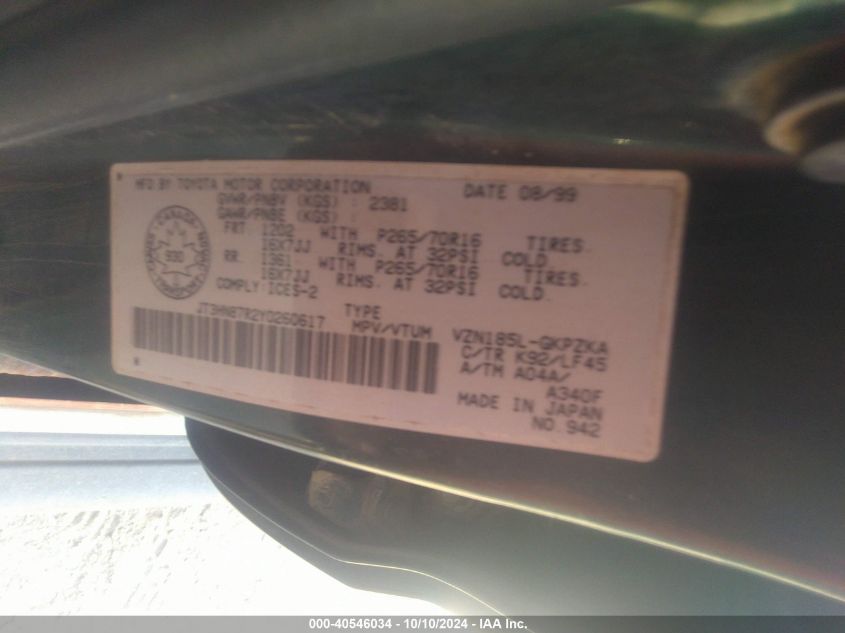 MFD BY TOYOTA MOTOR CORPORATION DATE 08/99
GVWR/PNBV (KGS) : 2381
GAWR/PNBE (KGS) :
FRT. 1202 WITH P265/70R16 TIRES.
16X7JJ RIMS. AT 32PSI COLD.
RR. 1361 WITH P265/70R16 TIRES.
16X7JJ RIMS. AT 32PSI COLD.
COMPLY:ICES-2
CANADA
930
TRANSPORT
JT3HN87R2Y0260617 TYPE
MPV/VTUM VZN185L-GKPZKA
C/TR K92/LF45
A/TM A04A/
A340F
MADE IN JAPAN
NO. 942
000-40546034 - 10/10/2024 - IAA Inc.